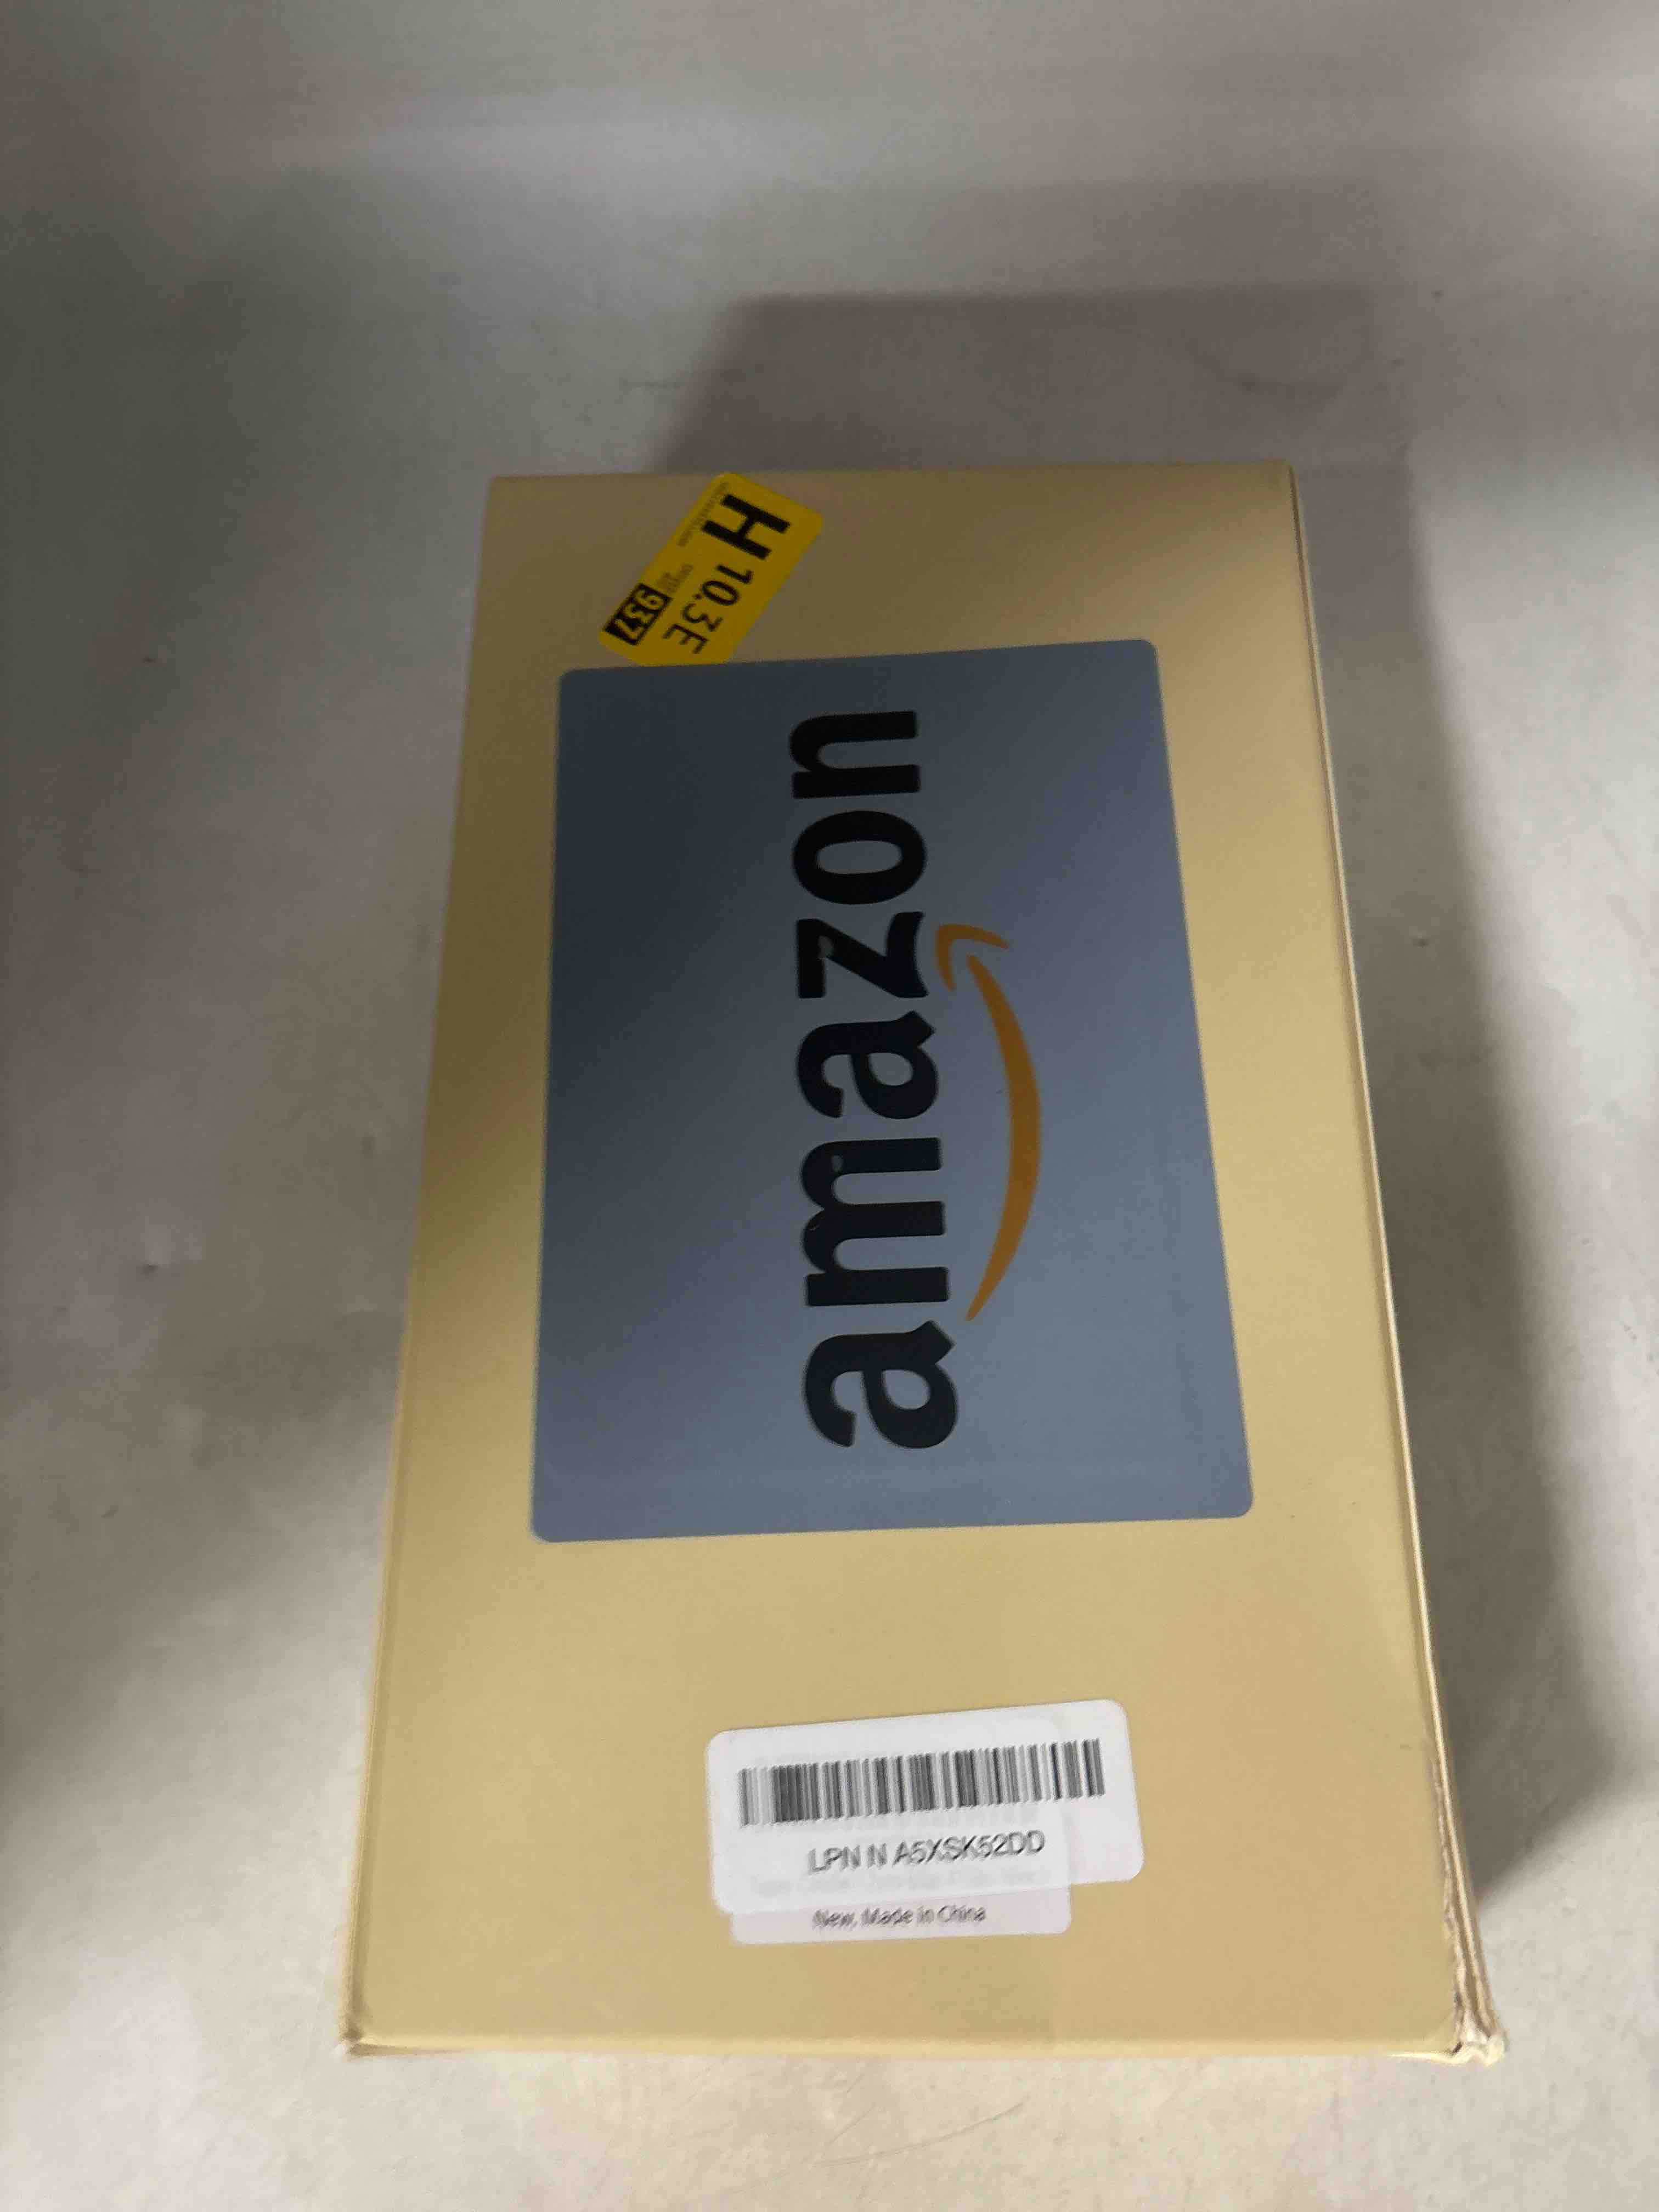 H
10.3E
937
amazon
LPN N A5XSK52DD
New, Made in China